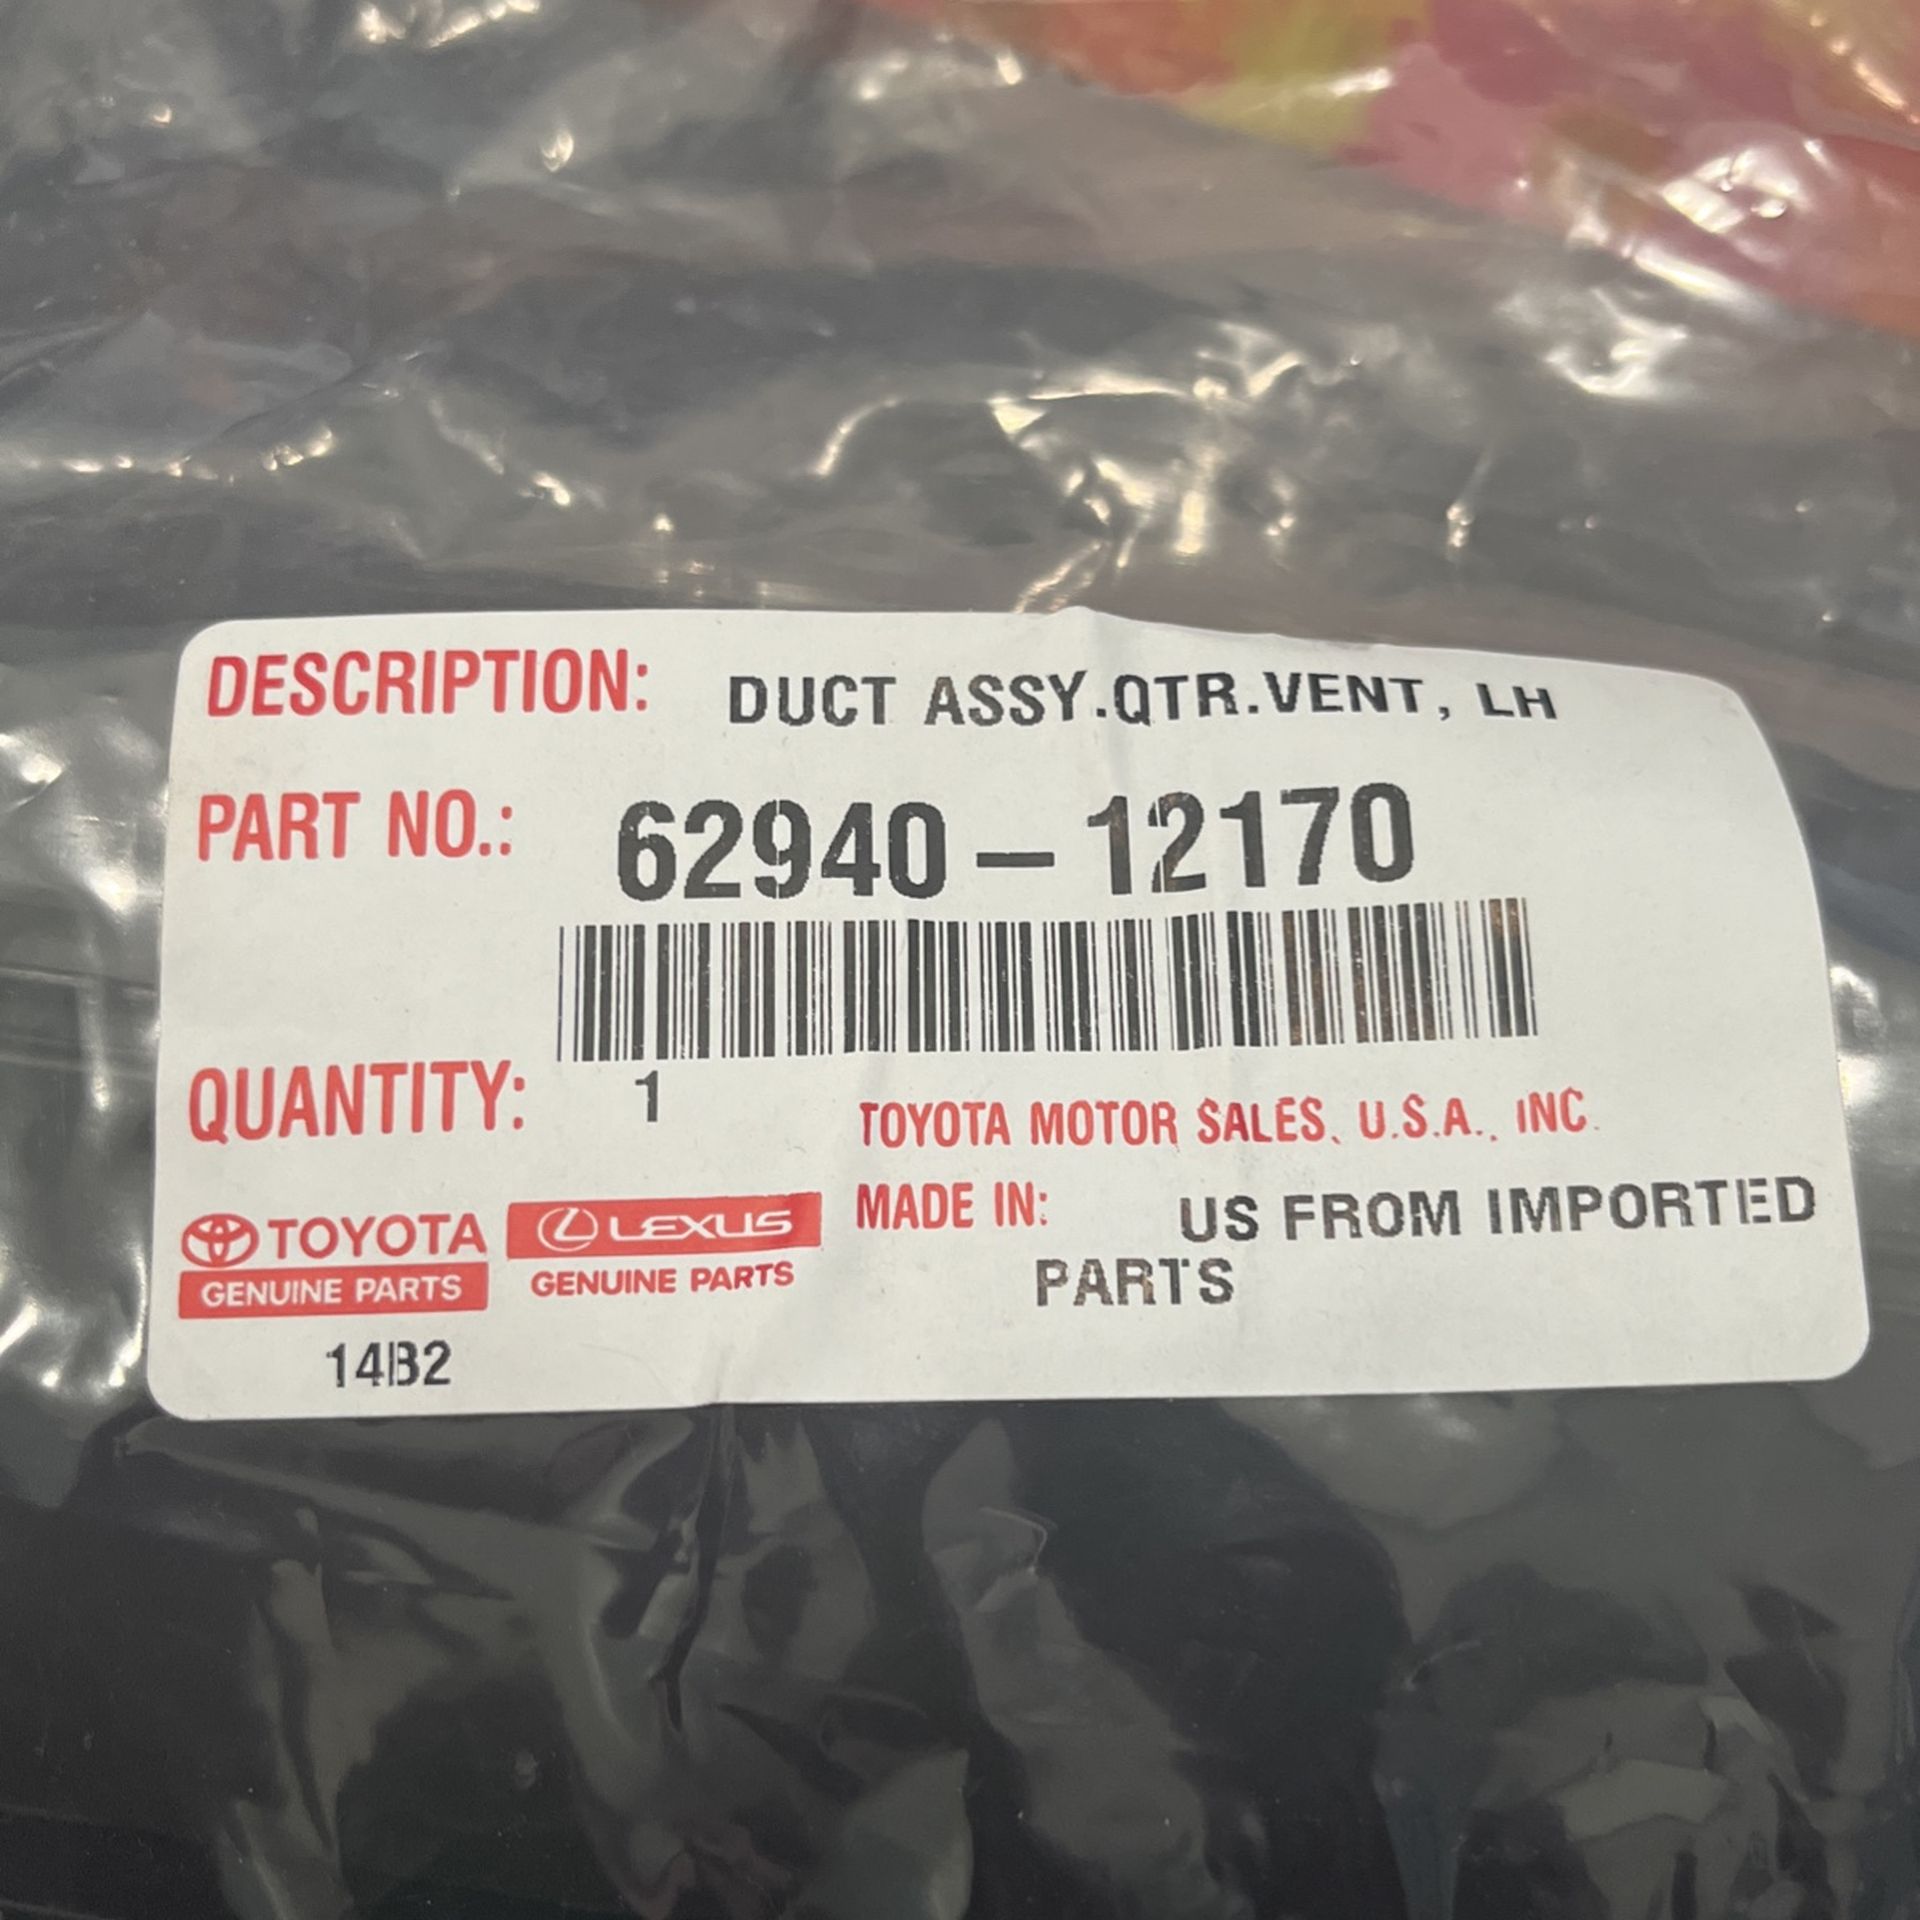 DESCRIPTION: DUCT ASSY.QTR.VENT, LH
PART NO.: 62940-12170
QUANTITY: 1
TOYOTA MOTOR SALES, U.S.A., INC.
MADE IN: US FROM IMPORTED
PARTS
TOYOTA
GENUINE PARTS
LEXUS
GENUINE PARTS
14B2